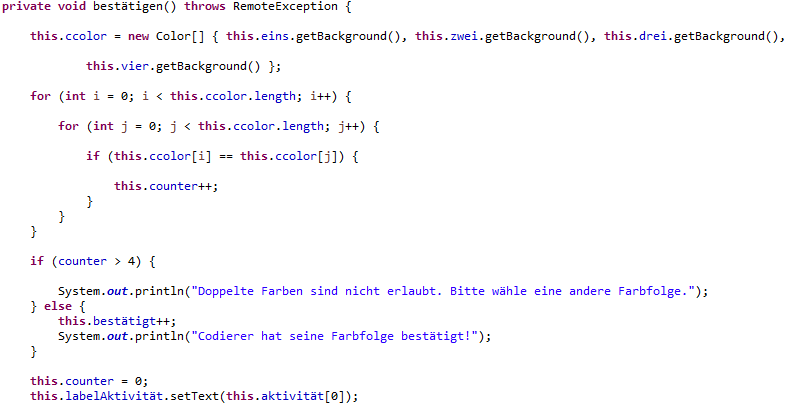 private void bestätigen() throws RemoteException {
this.ccolor = new Color[] { this.eins.getBackground(), this.zwei.getBackground(), this.drei.getBackground(),
this.vier.getBackground() };
for (int i = 0; i < this.ccolor.length; i++) {
for (int j = 0; j < this.ccolor.length; j++) {
if (this.ccolor[i] == this.ccolor[j]) {
this.counter++;
}
}
}
if (counter > 4) {
System.out.println("Doppelte Farben sind nicht erlaubt. Bitte wähle eine andere Farbfolge.");
} else {
this.bestätigt++;
System.out.println("Codierer hat seine Farbfolge bestätigt!");
}
this.counter = 0;
this.labelAktivität.setText(this.aktivität[0]);